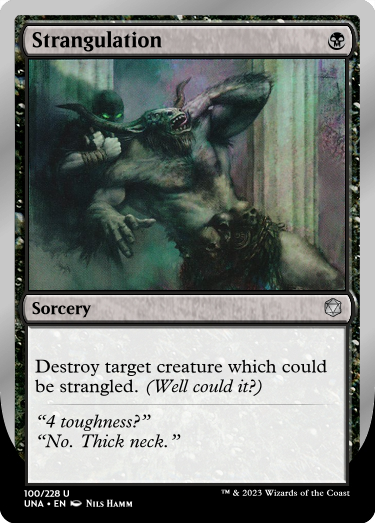 Strangulation
Sorcery
Destroy target creature which could
be strangled. (Well could it?)
“4 toughness?”
“No. Thick neck.”
100/228 U
™ & 2023 Wizards of the Coast
UNA • EN Nils Hamm